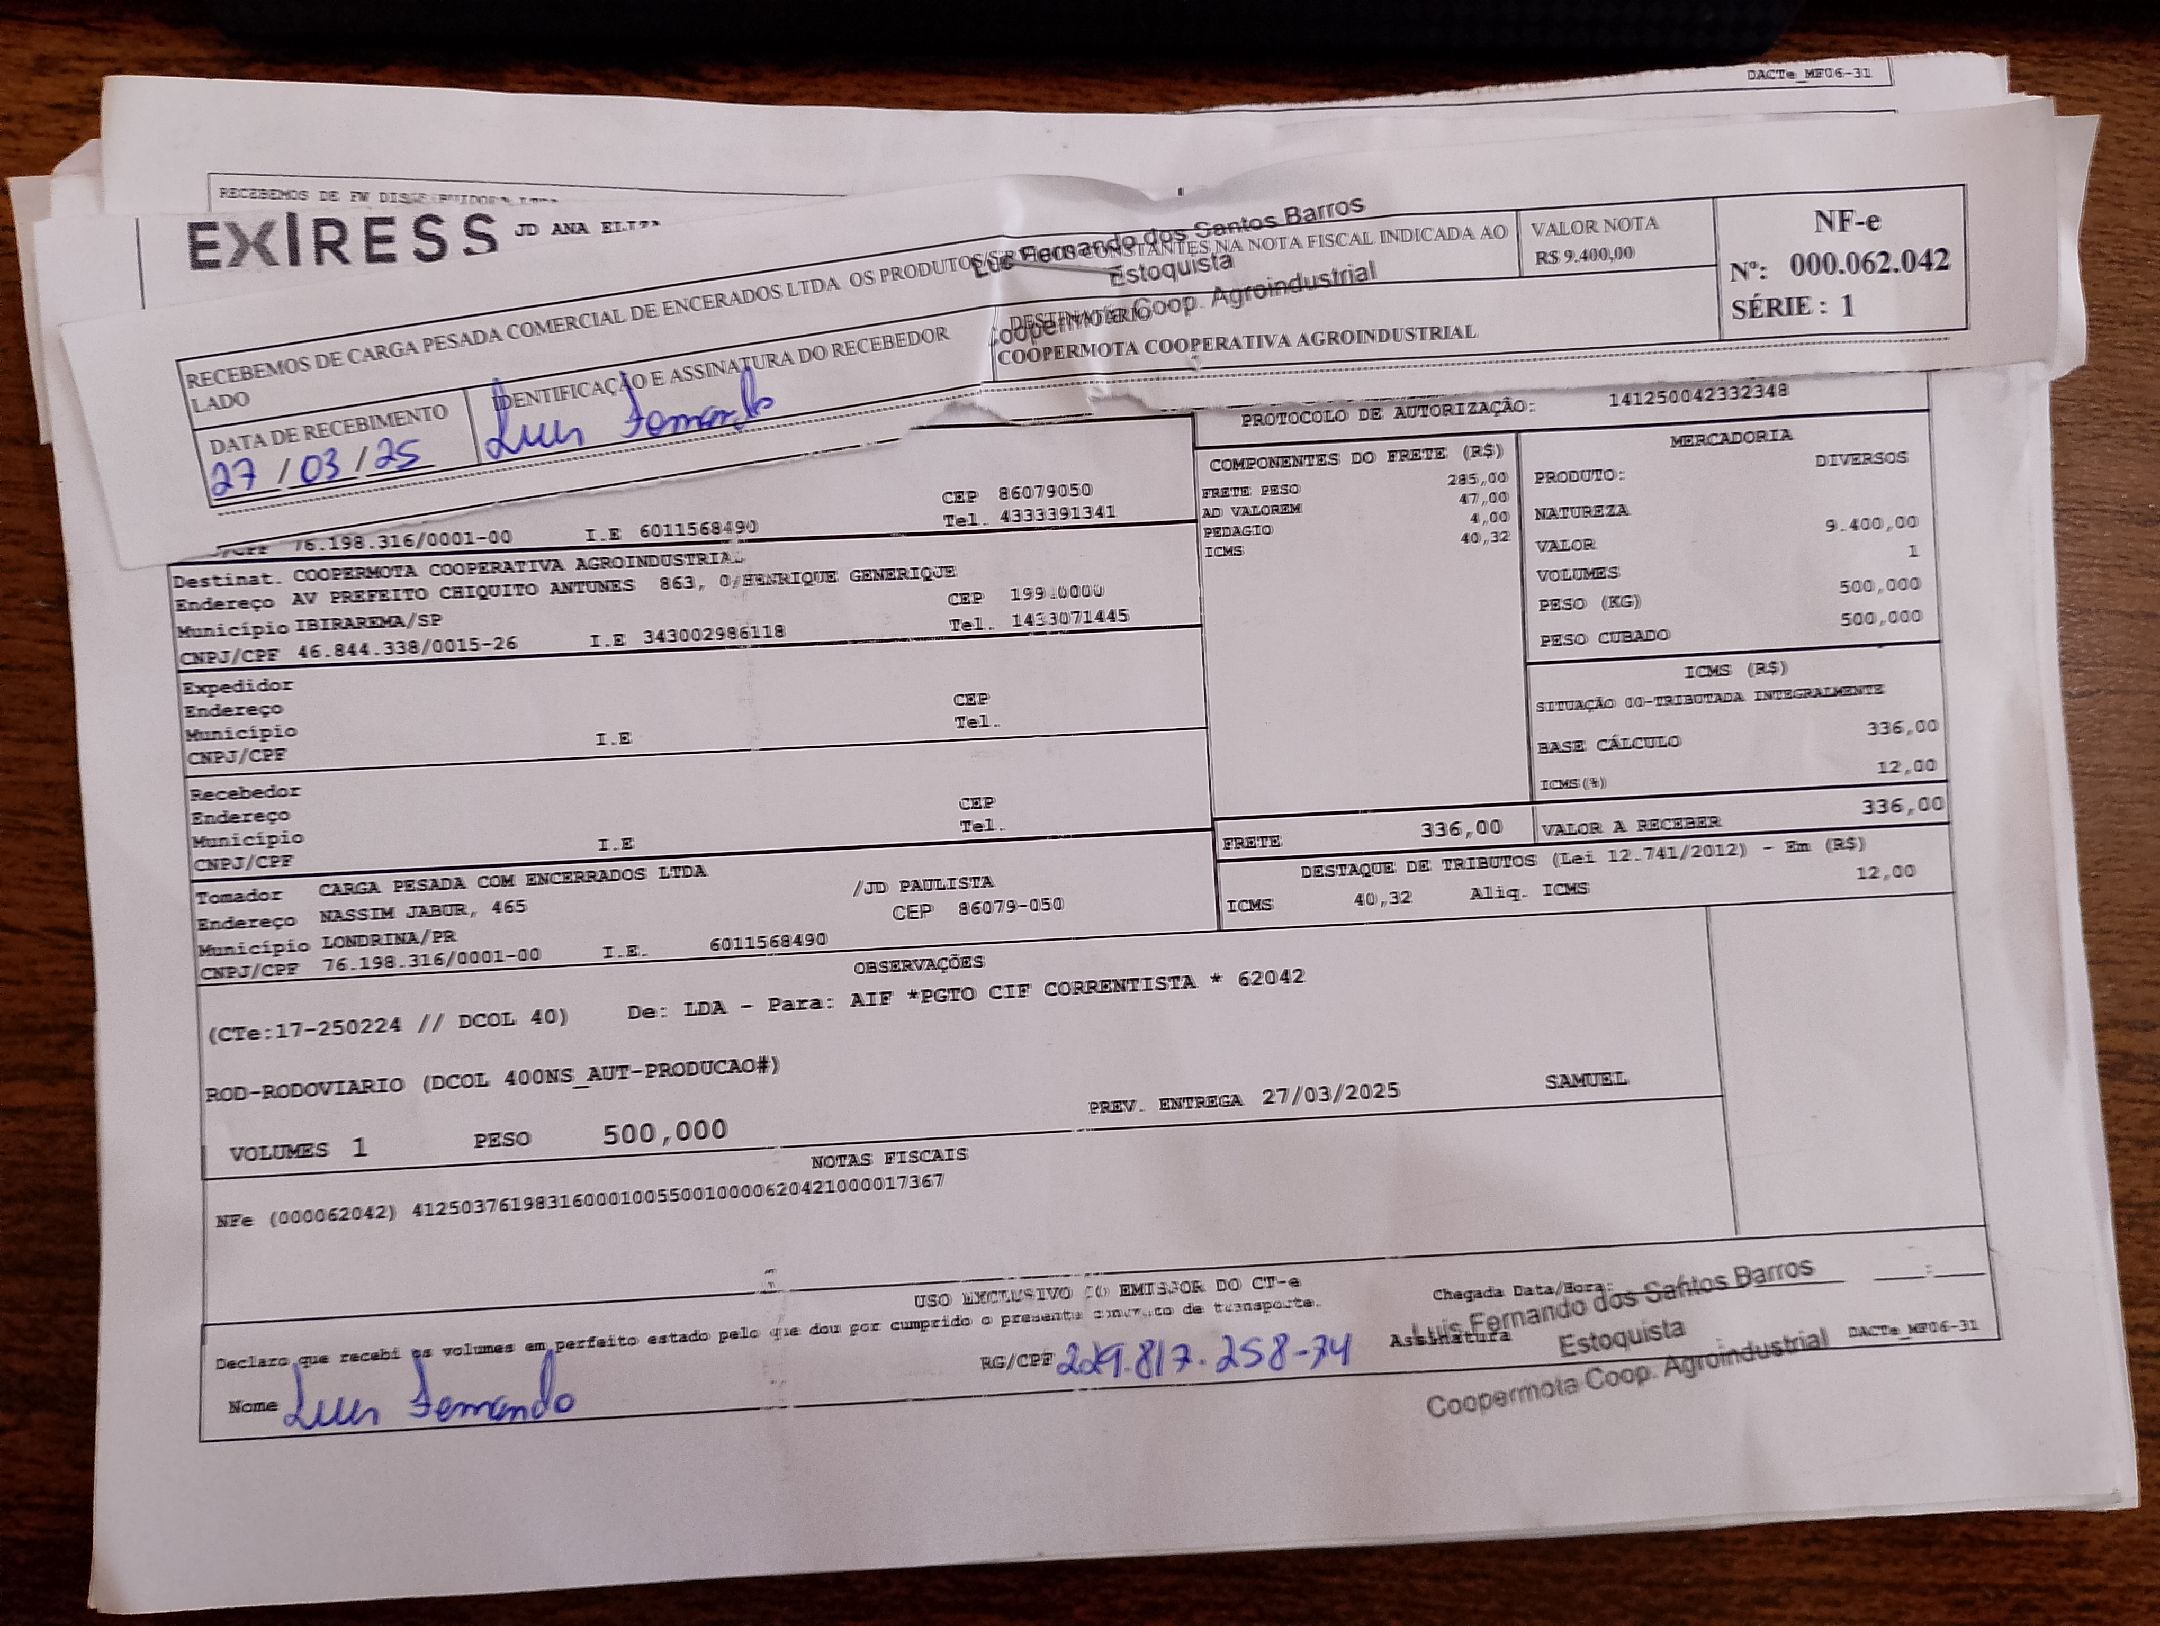 DACTe_MF06-31
RECEBEMOS DE FW
EXIRESS JD ANA
RECEBEMOS DE CARGA PESADA COMERCIAL DE ENCERADOS LTDA OS PRODUTOS CONSTANTES NA NOTA FISCAL INDICADA AO
LADO
VALOR NOTA
R$ 9.400,00
NF-e
Nº: 000.062.042
SÉRIE : 1
Fernando dos Santos Barros
Estoquista
Coopermota Coop. Agroindustrial
DATA DE RECEBIMENTO
27/03/25
IDENTIFICAÇÃO E ASSINATURA DO RECEBEDOR
Luis Fernando
DESTINATÁRIO
COOPERMOTA COOPERATIVA AGROINDUSTRIAL
PROTOCOLO DE AUTORIZAÇÃO: 141250042332348
CEP 86079050
76.198.316/0001-00 I.E 6011568490 Tel. 4333391341
Destinat. COOPERMOTA COOPERATIVA AGROINDUSTRIAL
Endereço AV PREFEITO CHIQUITO ANTUNES 863, HENRIQUE GENERIQUE
Município IBIRAREMA/SP CEP
CNPJ/CPF 46.844.338/0015-26 I.E 343002986118 Tel. 1433071445
Expedidor
Endereço CEP
Município Tel.
CNPJ/CPF I.E
Recebedor
Endereço CEP
Município Tel.
CNPJ/CPF I.E
Tomador CARGA PESADA COM ENCERRADOS LTDA
Endereço NASSIM JABUR, 465 /JD PAULISTA
Município LONDRINA/PR CEP 86079-050
CNPJ/CPF 76.198.316/0001-00 I.E. 6011568490
COMPONENTES DO FRETE (R$)
FRETE PESO 285,00
AD VALOREM 47,00
PEDAGIO 4,00
ICMS 40,32
MERCADORIA
PRODUTO: DIVERSOS
NATUREZA
VALOR 9.400,00
VOLUMES 1
PESO (KG) 500,000
PESO CUBADO 500,000
ICMS (R$)
SITUAÇÃO 00-TRIBUTADA INTEGRALMENTE
BASE CÁLCULO 336,00
ICMS(%) 12,00
FRETE 336,00 VALOR A RECEBER 336,00
DESTAQUE DE TRIBUTOS (Lei 12.741/2012) - Em (R$)
ICMS 40,32 Aliq. ICMS 12,00
OBSERVAÇÕES
(CTe:17-250224 // DCOL 40) De: LDA - Para: AIF *PGTO CIF CORRENTISTA * 62042
ROD-RODOVIARIO (DCOL 400NS_AUT-PRODUCAO#)
VOLUMES 1 PESO 500,000 PREV. ENTREGA 27/03/2025 SAMUEL
NOTAS FISCAIS
NFe (000062042) 41250376198316000100550010000620421000017367
USO EXCLUSIVO DO EMISSOR DO CT-e
Declaro que recebi os volumes em perfeito estado pelo que dou por cumprido o presente contrato de transporte.
Chegada Data/Hora:
Nome Luis Fernando RG/CPF 229.817.258-74 Assinatura
Luis Fernando dos Santos Barros
Estoquista
Coopermota Coop. Agroindustrial
DACTe_MF06-31